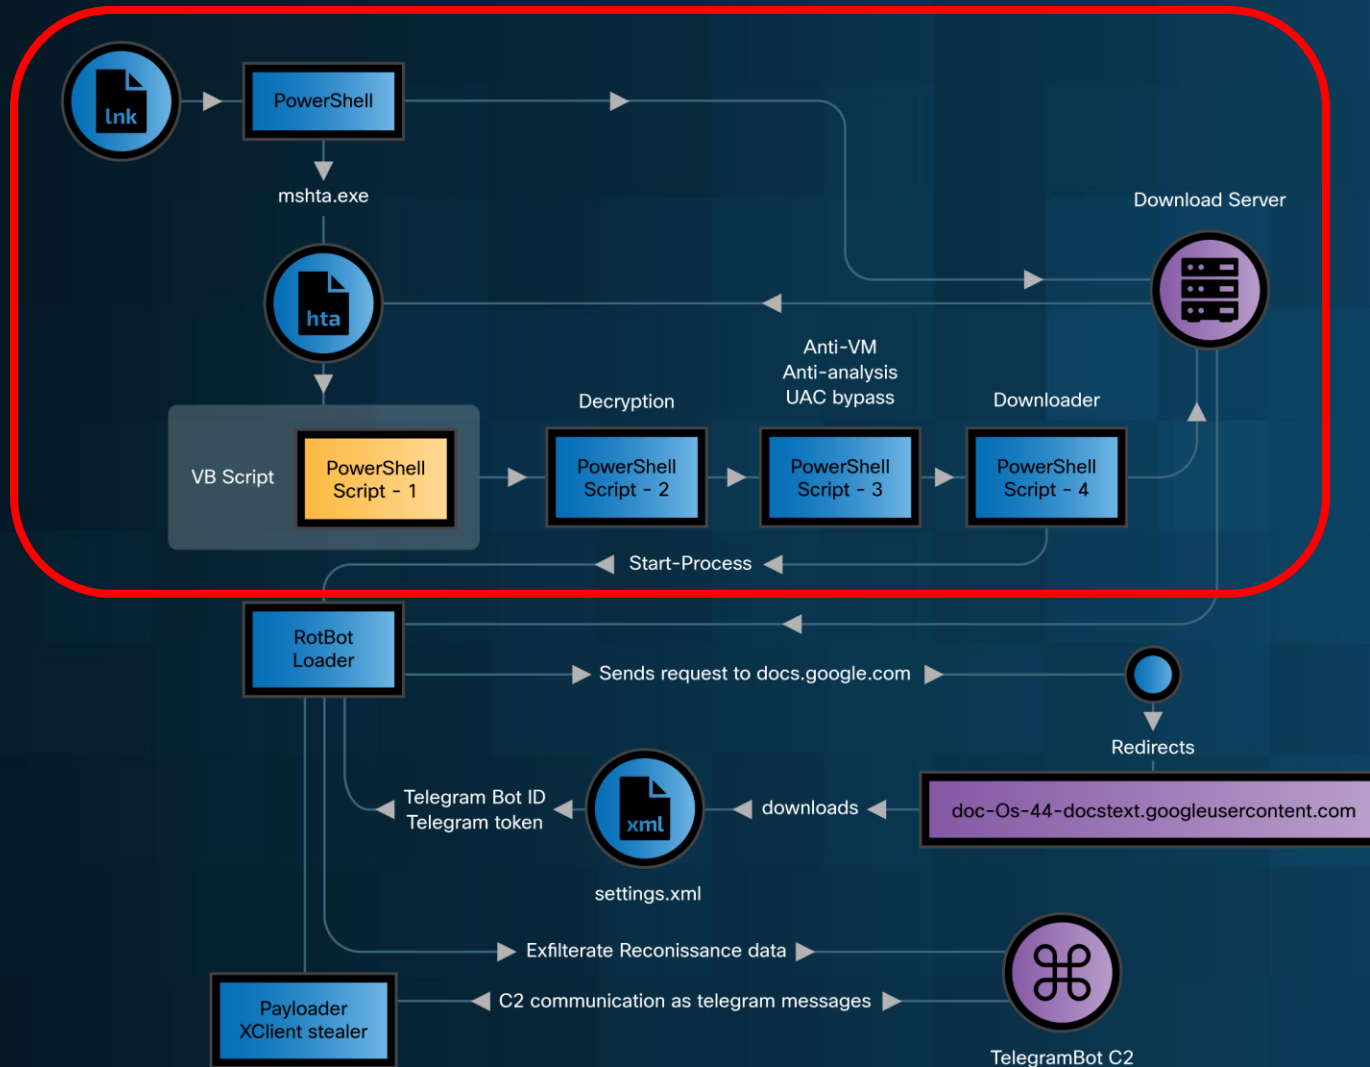 lnk
PowerShell
mshta.exe
Download Server
hta
Anti-VM
Anti-analysis
UAC bypass
Decryption
Downloader
VB Script
PowerShell
Script - 1
PowerShell
Script - 2
PowerShell
Script - 3
PowerShell
Script - 4
Start-Process
RotBot
Loader
Sends request to docs.google.com
Redirects
Telegram Bot ID
Telegram token
xml
downloads
doc-Os-44-docstext.googleusercontent.com
settings.xml
Exfilterate Reconissance data
C2 communication as telegram messages
Payloader
XClient stealer
TelegramBot C2